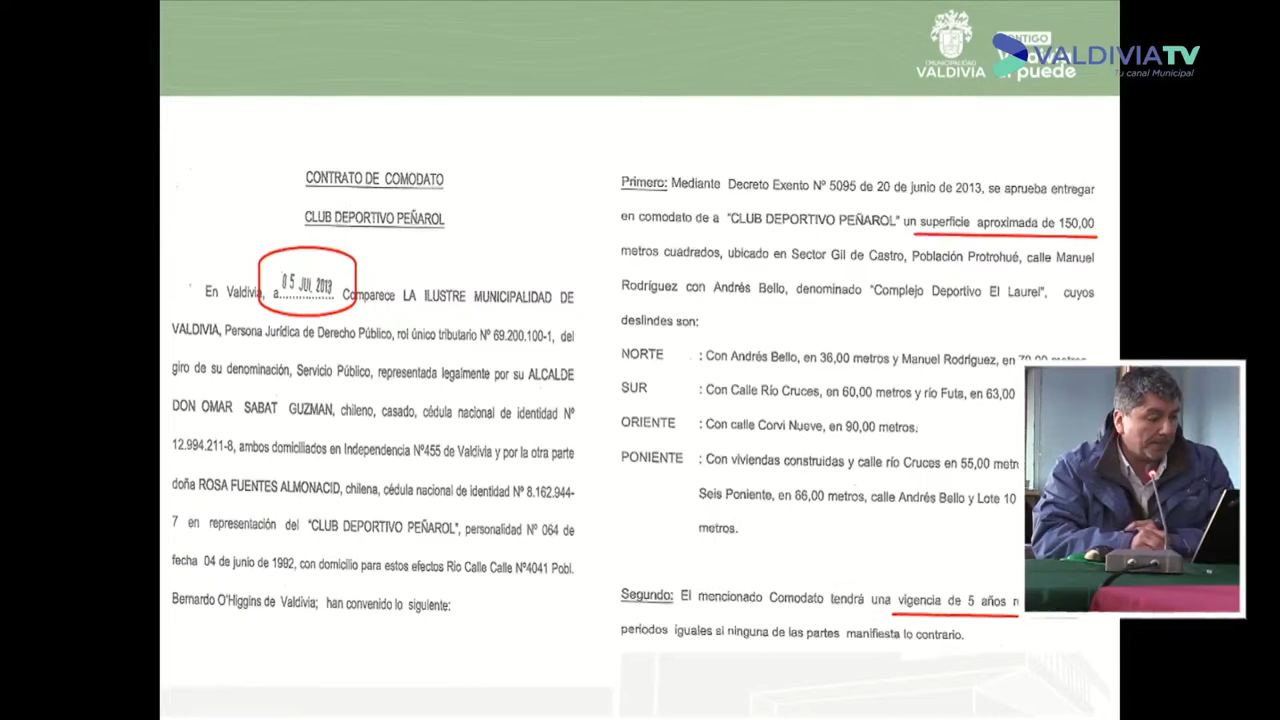 MUNICIPALIDAD
VALDIVIA
VALDIVIATV
Tu canal Municipal
puede
CONTRATO DE COMODATO
CLUB DEPORTIVO PEÑAROL
05 JUL 2013
En Valdivia, a.............. Comparece LA ILUSTRE MUNICIPALIDAD DE
VALDIVIA, Persona Jurídica de Derecho Público, rol único tributario Nº 69.200.100-1, del
giro de su denominación, Servicio Público, representada legalmente por su ALCALDE
DON OMAR SABAT GUZMAN, chileno, casado, cédula nacional de identidad Nº
12.994.211-8, ambos domiciliados en Independencia Nº455 de Valdivia y por la otra parte
doña ROSA FUENTES ALMONACID, chilena, cédula nacional de identidad Nº 8.162.944-
7 en representación del "CLUB DEPORTIVO PEÑAROL", personalidad Nº 064 de
fecha 04 de junio de 1992, con domicilio para estos efectos Rio Calle Calle Nº4041 Pobl.
Bernardo O'Higgins de Valdivia; han convenido lo siguiente:
Primero: Mediante Decreto Exento Nº 5095 de 20 de junio de 2013, se aprueba entregar
en comodato de a "CLUB DEPORTIVO PEÑAROL" un superficie aproximada de 150,00
metros cuadrados, ubicado en Sector Gil de Castro, Población Protrohué, calle Manuel
Rodríguez con Andrés Bello, denominado "Complejo Deportivo El Laurel", cuyos
deslindes son:
NORTE : Con Andrés Bello, en 36,00 metros y Manuel Rodriguez, en
SUR : Con Calle Río Cruces, en 60,00 metros y río Futa, en 63,00
ORIENTE : Con calle Corvi Nueve, en 90,00 metros.
PONIENTE : Con viviendas construidas y calle río Cruces en 55,00 metr
Seis Poniente, en 66,00 metros, calle Andrés Bello y Lote 10
metros.
Segundo: El mencionado Comodato tendrá una vigencia de 5 años
periodos iguales si ninguna de las partes manifiesta lo contrario.